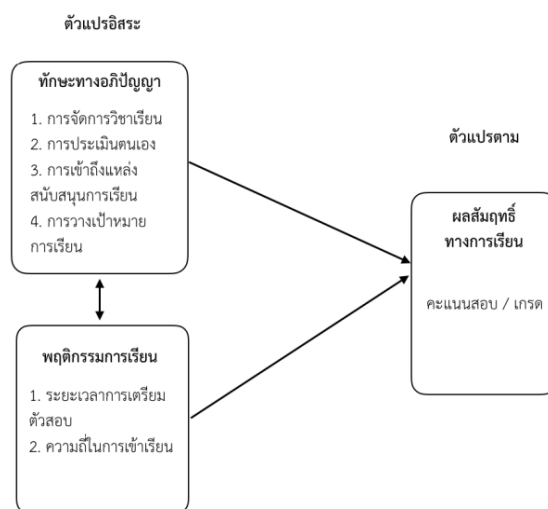 ตัวแปรอิสระ
ทักษะทางอภิปัญญา
1. การจัดการวิชาเรียน
2. การประเมินตนเอง
3. การเข้าถึงแหล่ง
สนับสนุนการเรียน
4. การวางเป้าหมาย
การเรียน
พฤติกรรมการเรียน
1. ระยะเวลาการเตรียม
ตัวสอบ
2. ความถี่ในการเข้าเรียน
ตัวแปรตาม
ผลสัมฤทธิ์
ทางการเรียน
คะแนนสอบ / เกรด